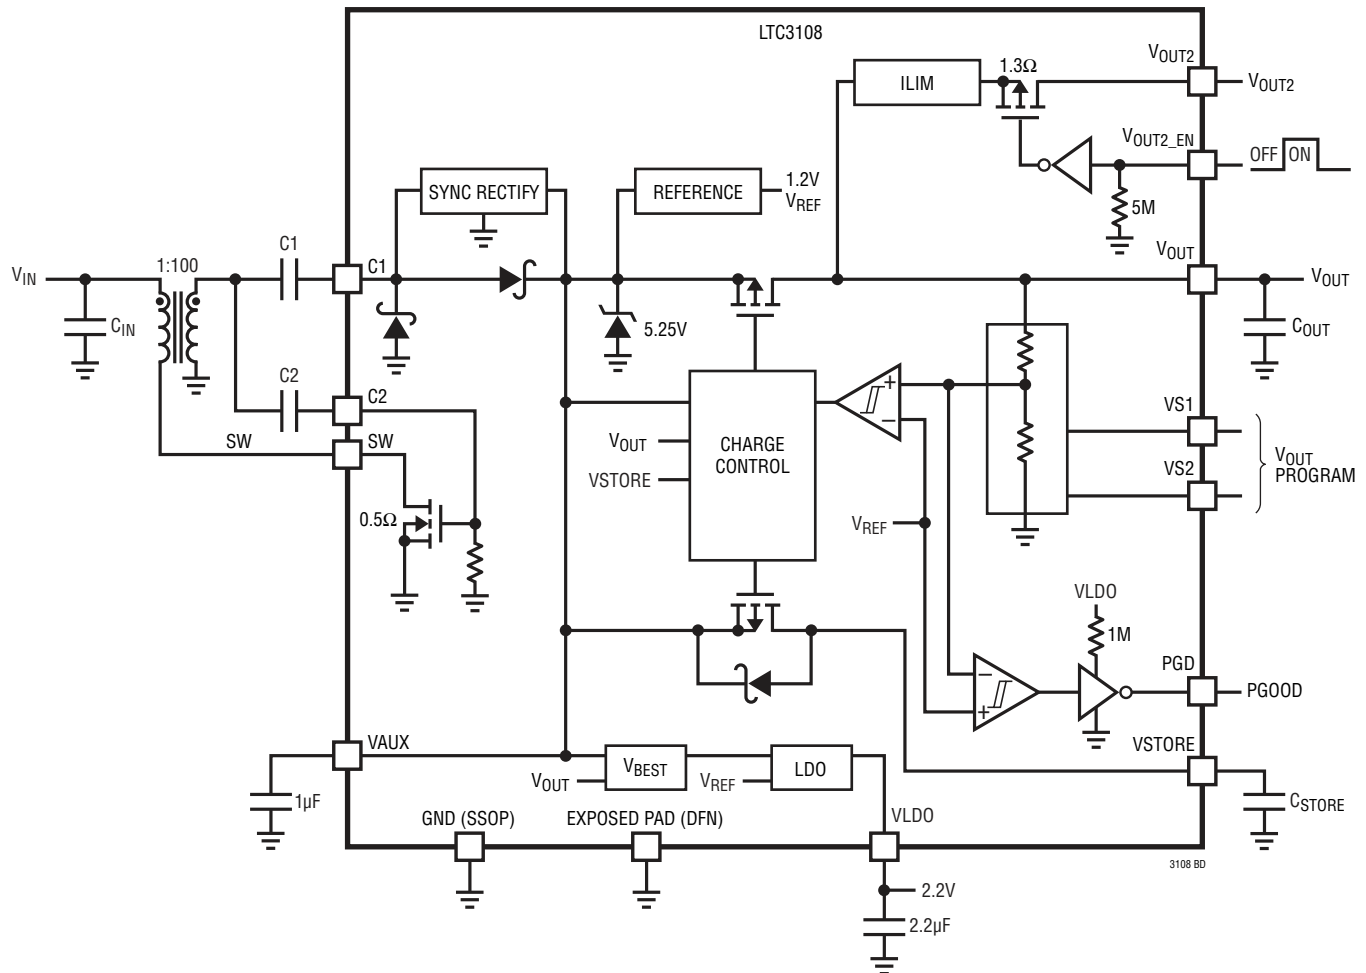 LTC3108
VOUT2
1.3Ω
ILIM
VOUT2
VOUT2_EN
OFF ON
SYNC RECTIFY
REFERENCE
1.2V
VREF
5M
C1
VOUT
1:100
VIN
C1
VOUT
CIN
5.25V
COUT
C2
C2
VS1
+
−
SW
SW
VOUT
CHARGE
CONTROL
VOUT
PROGRAM
VS2
VSTORE
0.5Ω
VREF
VLDO
1M
PGD
−
PGOOD
+
VAUX
VSTORE
VBEST
LDO
VOUT
VREF
1µF
CSTORE
GND (SSOP)
EXPOSED PAD (DFN)
VLDO
3108 BD
2.2V
2.2µF